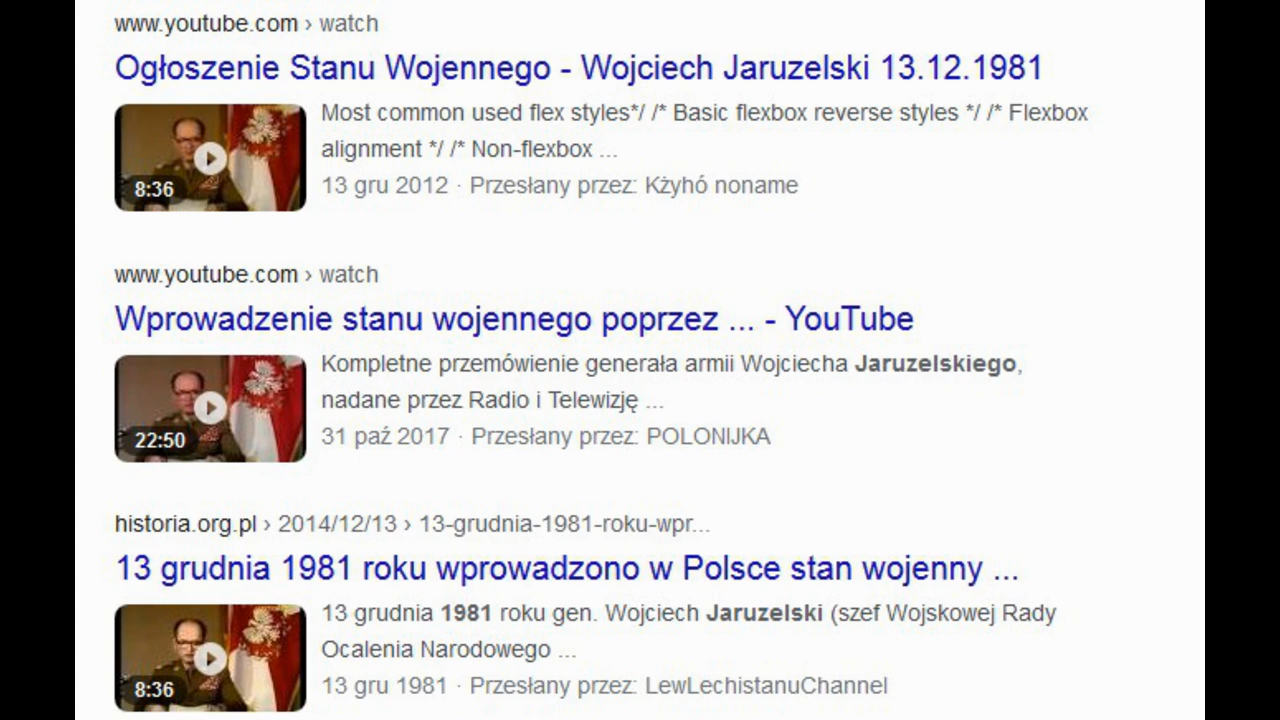 www.youtube.com › watch
Ogłoszenie Stanu Wojennego - Wojciech Jaruzelski 13.12.1981
Most common used flex styles*/ /* Basic flexbox reverse styles */ /* Flexbox
alignment */ /* Non-flexbox ...
8:36
13 gru 2012 · Przesłany przez: Kżyhó noname
www.youtube.com › watch
Wprowadzenie stanu wojennego poprzez ... - YouTube
Kompletne przemówienie generała armii Wojciecha Jaruzelskiego,
nadane przez Radio i Telewizję ...
22:50
31 paź 2017 · Przesłany przez: POLONIJKA
historia.org.pl › 2014/12/13 › 13-grudnia-1981-roku-wpr...
13 grudnia 1981 roku wprowadzono w Polsce stan wojenny ...
13 grudnia 1981 roku gen. Wojciech Jaruzelski (szef Wojskowej Rady
Ocalenia Narodowego ...
8:36
13 gru 1981 · Przesłany przez: LewLechistanuChannel